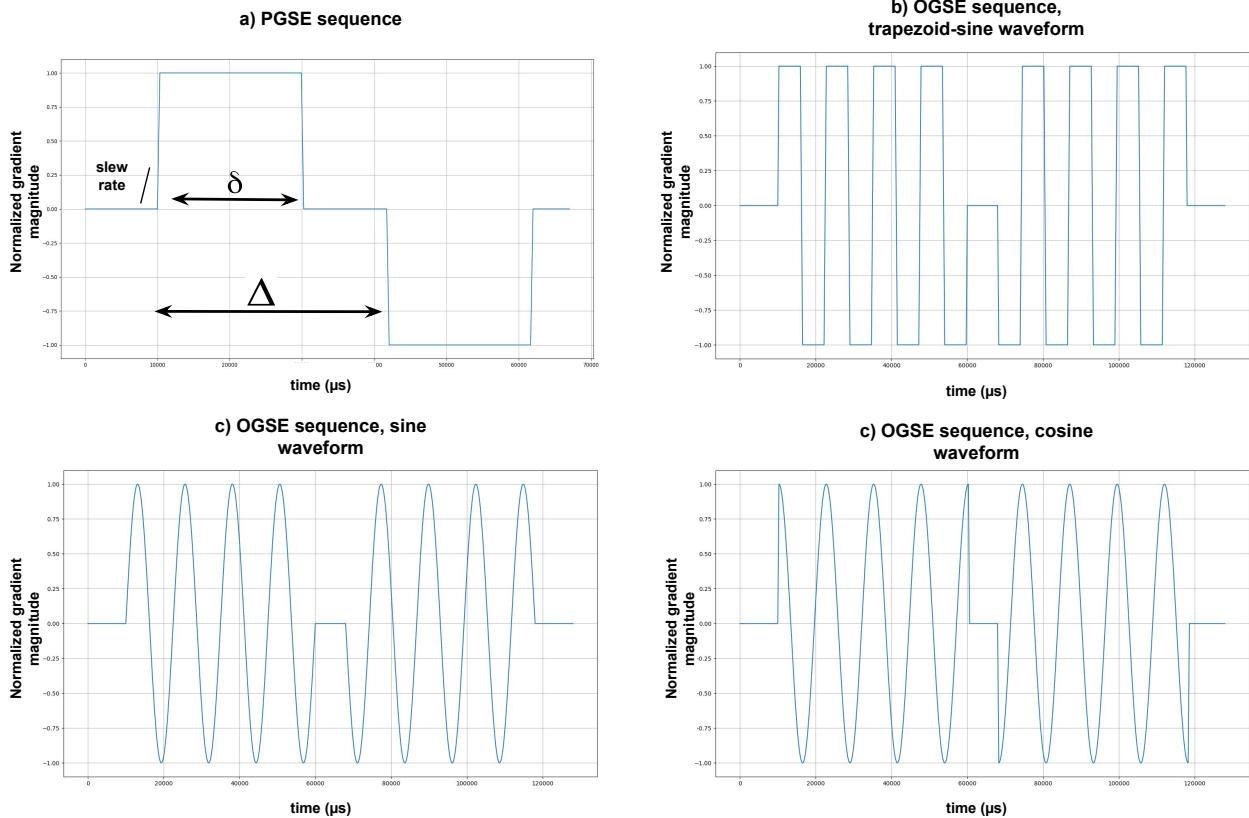 a) PGSE sequence
Normalized gradient
magnitude
1.00
0.75
0.50
0.25
0.00
−0.25
−0.50
−0.75
−1.00
slew
rate
δ
Δ
0 10000 20000 00 50000 60000 70000
time (µs)
b) OGSE sequence,
trapezoid-sine waveform
Normalized gradient
magnitude
1.00
0.75
0.50
0.25
0.00
−0.25
−0.50
−0.75
−1.00
0 20000 40000 60000 80000 100000 120000
time (µs)
c) OGSE sequence, sine
waveform
Normalized gradient
magnitude
1.00
0.75
0.50
0.25
0.00
−0.25
−0.50
−0.75
−1.00
0 20000 40000 60000 80000 100000 120000
time (µs)
c) OGSE sequence, cosine
waveform
Normalized gradient
magnitude
1.00
0.75
0.50
0.25
0.00
−0.25
−0.50
−0.75
−1.00
0 20000 40000 60000 80000 100000 120000
time (µs)